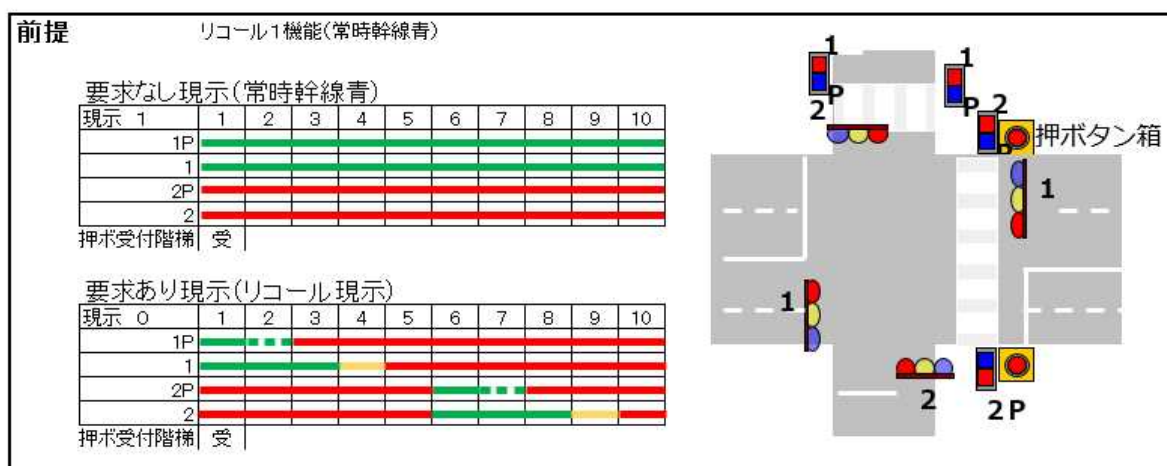 前提
リコール1機能(常時幹線青)
要求なし現示(常時幹線青)
現示 1 1 2 3 4 5 6 7 8 9 10
1P
1
2P
2
押ボ受付階梯 受
要求あり現示(リコール現示)
現示 0 1 2 3 4 5 6 7 8 9 10
1P
1
2P
2
押ボ受付階梯 受
1
P
1
P
2
2
P
押ボタン箱
1
1
2
2P